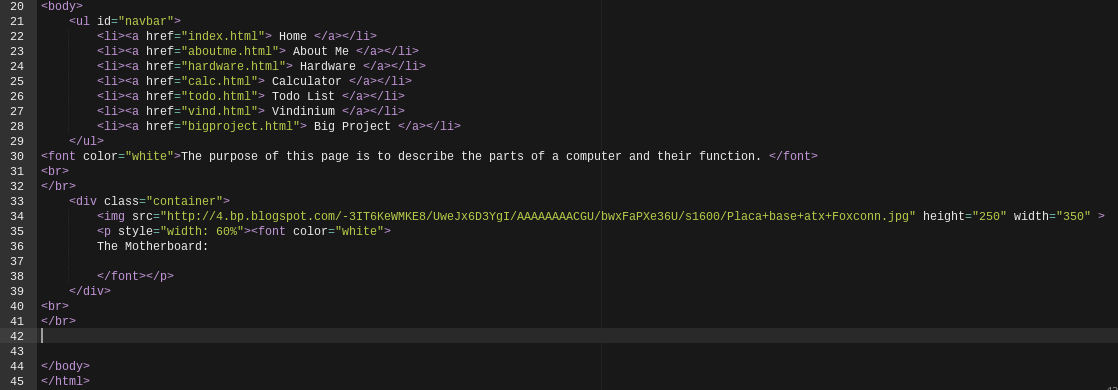 20 <body>
21     <ul id="navbar">
22         <li><a href="index.html"> Home </a></li>
23         <li><a href="aboutme.html"> About Me </a></li>
24         <li><a href="hardware.html"> Hardware </a></li>
25         <li><a href="calc.html"> Calculator </a></li>
26         <li><a href="todo.html"> Todo List </a></li>
27         <li><a href="vind.html"> Vindinium </a></li>
28         <li><a href="bigproject.html"> Big Project </a></li>
29     </ul>
30 <font color="white">The purpose of this page is to describe the parts of a computer and their function. </font>
31 <br>
32 </br>
33     <div class="container">
34         <img src="http://4.bp.blogspot.com/-3IT6KeWMKE8/UweJx6D3YgI/AAAAAAAACGU/bwxFaPXe36U/s1600/Placa+base+atx+Foxconn.jpg" height="250" width="350" >
35         <p style="width: 60%"><font color="white">
36         The Motherboard:
37
38         </font></p>
39     </div>
40 <br>
41 </br>
42
43
44 </body>
45 </html>